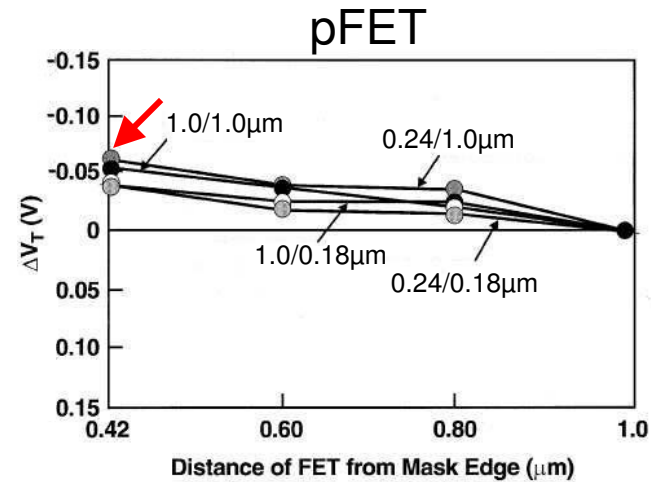 pFET
-0.15
-0.10
-0.05
0
0.05
0.10
0.15
ΔVT (V)
1.0/1.0µm
0.24/1.0µm
1.0/0.18µm
0.24/0.18µm
0.42
0.60
0.80
1.0
Distance of FET from Mask Edge (µm)